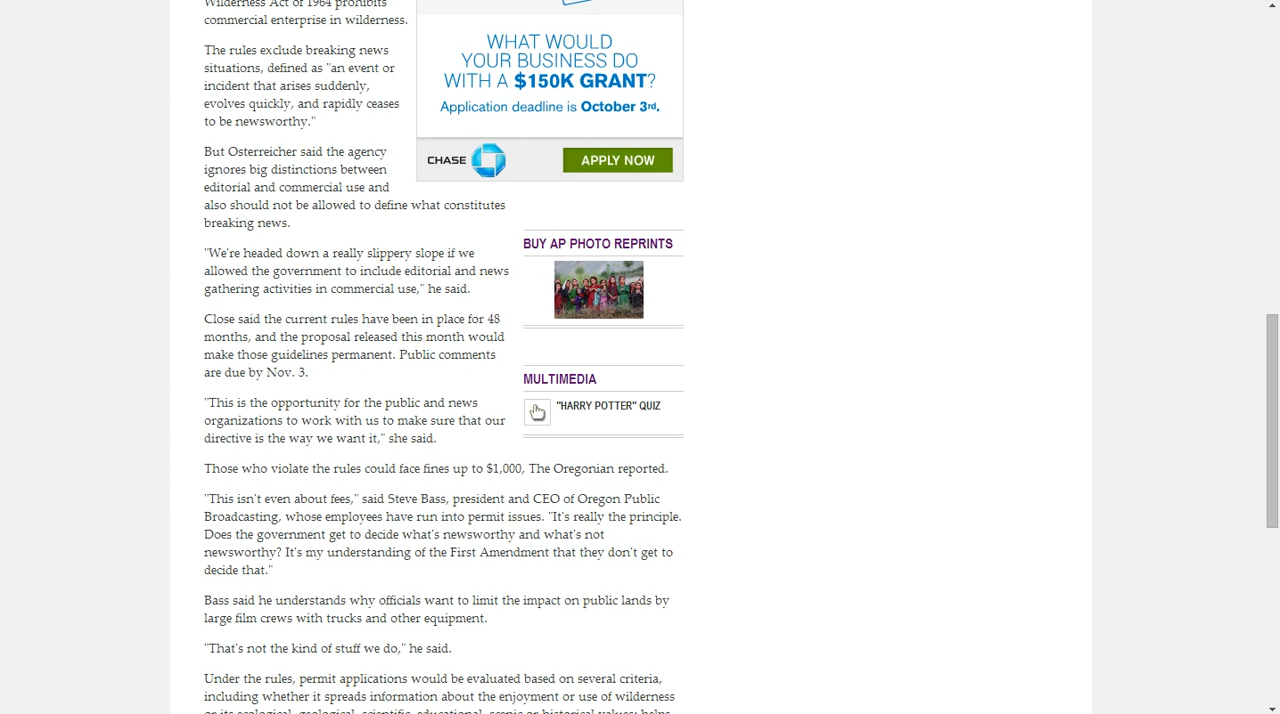 Wilderness Act of 1964 prohibits
commercial enterprise in wilderness.
The rules exclude breaking news
situations, defined as "an event or
incident that arises suddenly,
evolves quickly, and rapidly ceases
to be newsworthy."
But Osterreicher said the agency
ignores big distinctions between
editorial and commercial use and
also should not be allowed to define what constitutes
breaking news.
"We're headed down a really slippery slope if we
allowed the government to include editorial and news
gathering activities in commercial use," he said.
Close said the current rules have been in place for 48
months, and the proposal released this month would
make those guidelines permanent. Public comments
are due by Nov. 3.
"This is the opportunity for the public and news
organizations to work with us to make sure that our
directive is the way we want it," she said.
Those who violate the rules could face fines up to $1,000, The Oregonian reported.
"This isn't even about fees," said Steve Bass, president and CEO of Oregon Public
Broadcasting, whose employees have run into permit issues. "It's really the principle.
Does the government get to decide what's newsworthy and what's not
newsworthy? It's my understanding of the First Amendment that they don't get to
decide that."
Bass said he understands why officials want to limit the impact on public lands by
large film crews with trucks and other equipment.
"That's not the kind of stuff we do," he said.
Under the rules, permit applications would be evaluated based on several criteria,
including whether it spreads information about the enjoyment or use of wilderness
or its ecological, geological, scientific, educational, scenic or historical values; helps
WHAT WOULD
YOUR BUSINESS DO
WITH A $150K GRANT?
Application deadline is October 3rd.
CHASE
APPLY NOW
BUY AP PHOTO REPRINTS
MULTIMEDIA
"HARRY POTTER" QUIZ